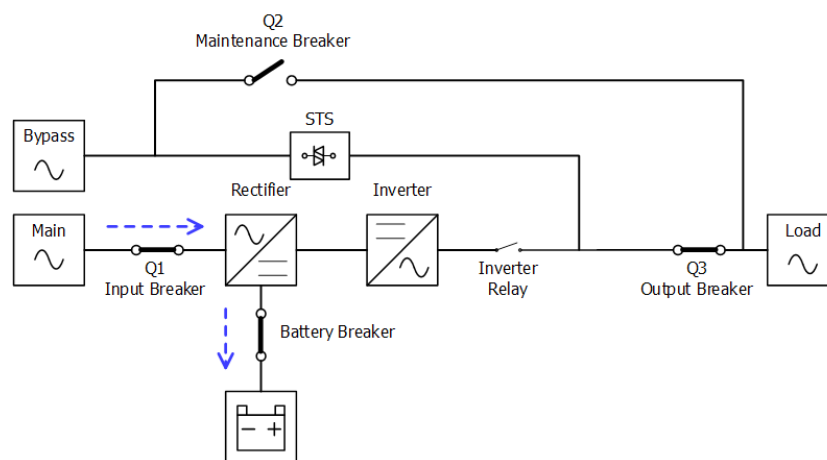 Q2
Maintenance Breaker
STS
Bypass
Rectifier
Inverter
Main
Load
Q1
Input Breaker
Inverter
Relay
Q3
Output Breaker
Battery Breaker